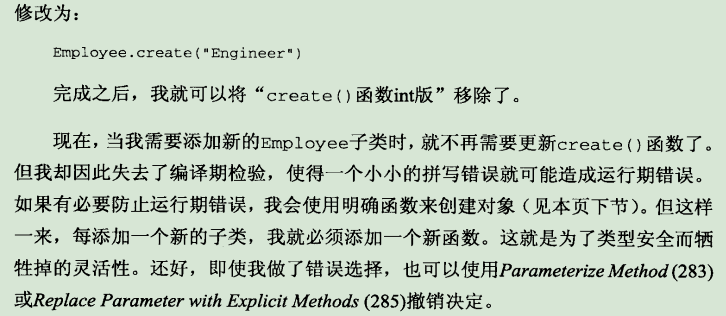 修改为：
Employee.create("Engineer")
完成之后，我就可以将“create()函数int版”移除了。
现在，当我需要添加新的Employee子类时，就不再需要更新create()函数了。
但我却因此失去了编译期检验，使得一个小小的拼写错误就可能造成运行期错误。
如果有必要防止运行期错误，我会使用明确函数来创建对象（见本页下节）。但这样
一来，每添加一个新的子类，我就必须添加一个新函数。这就是为了类型安全而牺
牲掉的灵活性。还好，即使我做了错误选择，也可以使用Parameterize Method (283)
或Replace Parameter with Explicit Methods (285)撤销决定。